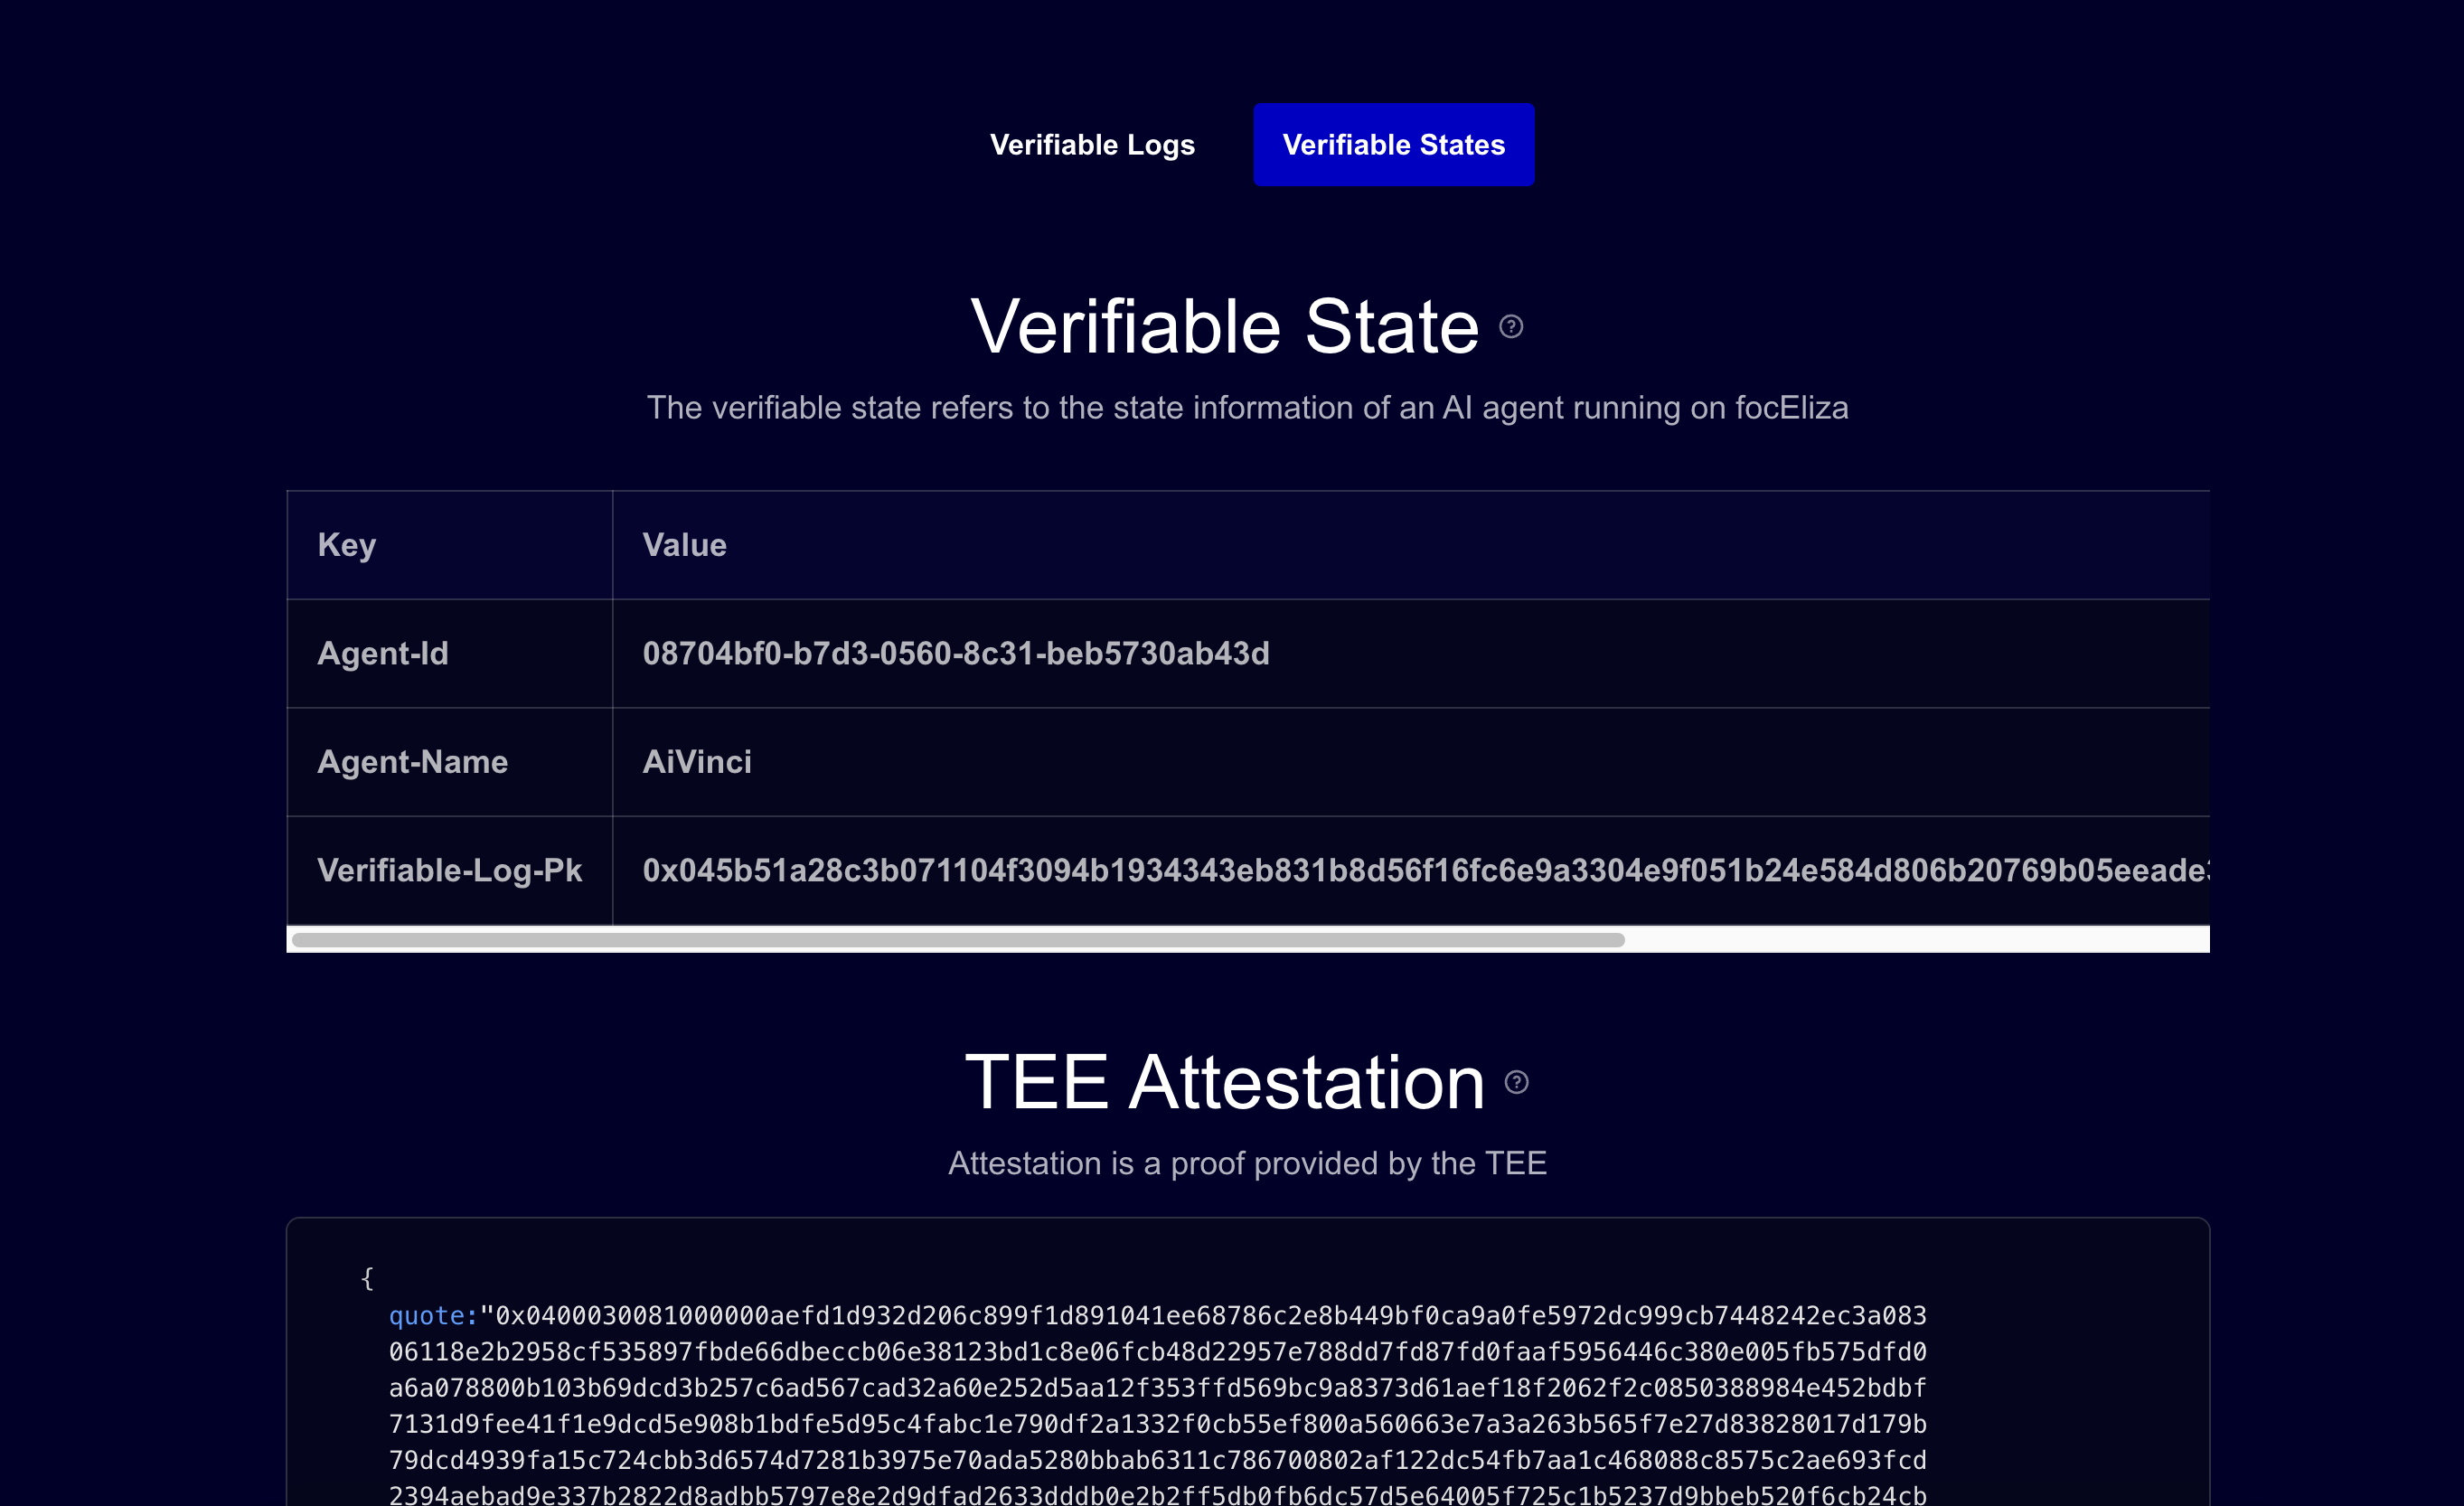 Verifiable Logs
Verifiable States
Verifiable State
The verifiable state refers to the state information of an AI agent running on focEliza
Key
Value
Agent-Id
08704bf0-b7d3-0560-8c31-beb5730ab43d
Agent-Name
AiVinci
Verifiable-Log-Pk
0x045b51a28c3b071104f3094b1934343eb831b8d56f16fc6e9a3304e9f051b24e584d806b20769b05eeade
TEE Attestation
Attestation is a proof provided by the TEE
{
quote:"0x0400030081000000aefd1d932d206c899f1d891041ee68786c2e8b449bf0ca9a0fe5972dc999cb7448242ec3a083
06118e2b2958cf535897fbde66dbeccb06e38123bd1c8e06fcb48d22957e788dd7fd87fd0faaf5956446c380e005fb575dfd0
a6a078800b103b69dcd3b257c6ad567cad32a60e252d5aa12f353ffd569bc9a8373d61aef18f2062f2c0850388984e452bdbf
7131d9fee41f1e9dcd5e908b1bdfe5d95c4fabc1e790df2a1332f0cb55ef800a560663e7a3a263b565f7e27d83828017d179b
79dcd4939fa15c724cbb3d6574d7281b3975e70ada5280bbab6311c786700802af122dc54fb7aa1c468088c8575c2ae693fcd
2394aebad9e337b2822d8adbb5797e8e2d9dfad2633dddb0e2b2ff5db0fb6dc57d5e64005f725c1b5237d9bbeb520f6cb24cb